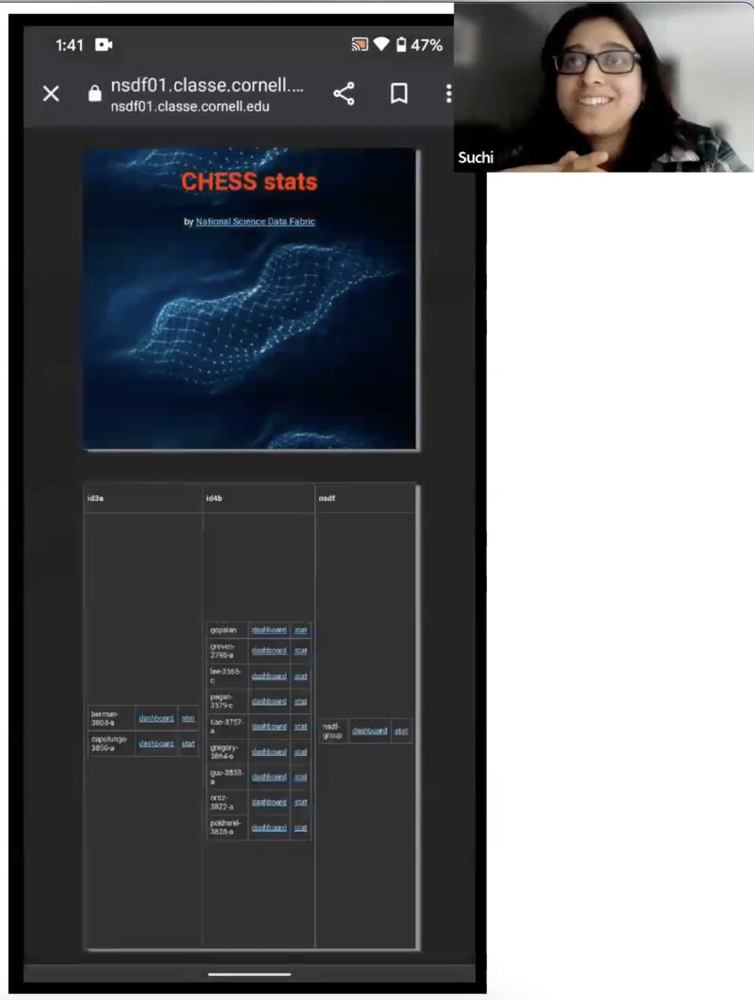 1:41
47%
nsdf01.classe.cornell....
nsdf01.classe.cornell.edu
Suchi
CHESS stats
by National Science Data Fabric
id3a id4b nsdf
berman-
3804-a dashboard stat
capolungo-
3850-a dashboard stat
gopalan dashboard stat
greven-
3798-a dashboard stat
lee-3565-
c dashboard stat
pagan-
3579-c dashboard stat
tian-3757-
a dashboard stat
gregory-
3864-a dashboard stat
guo-3853-
a dashboard stat
ortiz-
3822-a dashboard stat
pokharel-
3828-a dashboard stat
nsdf-
group dashboard stat